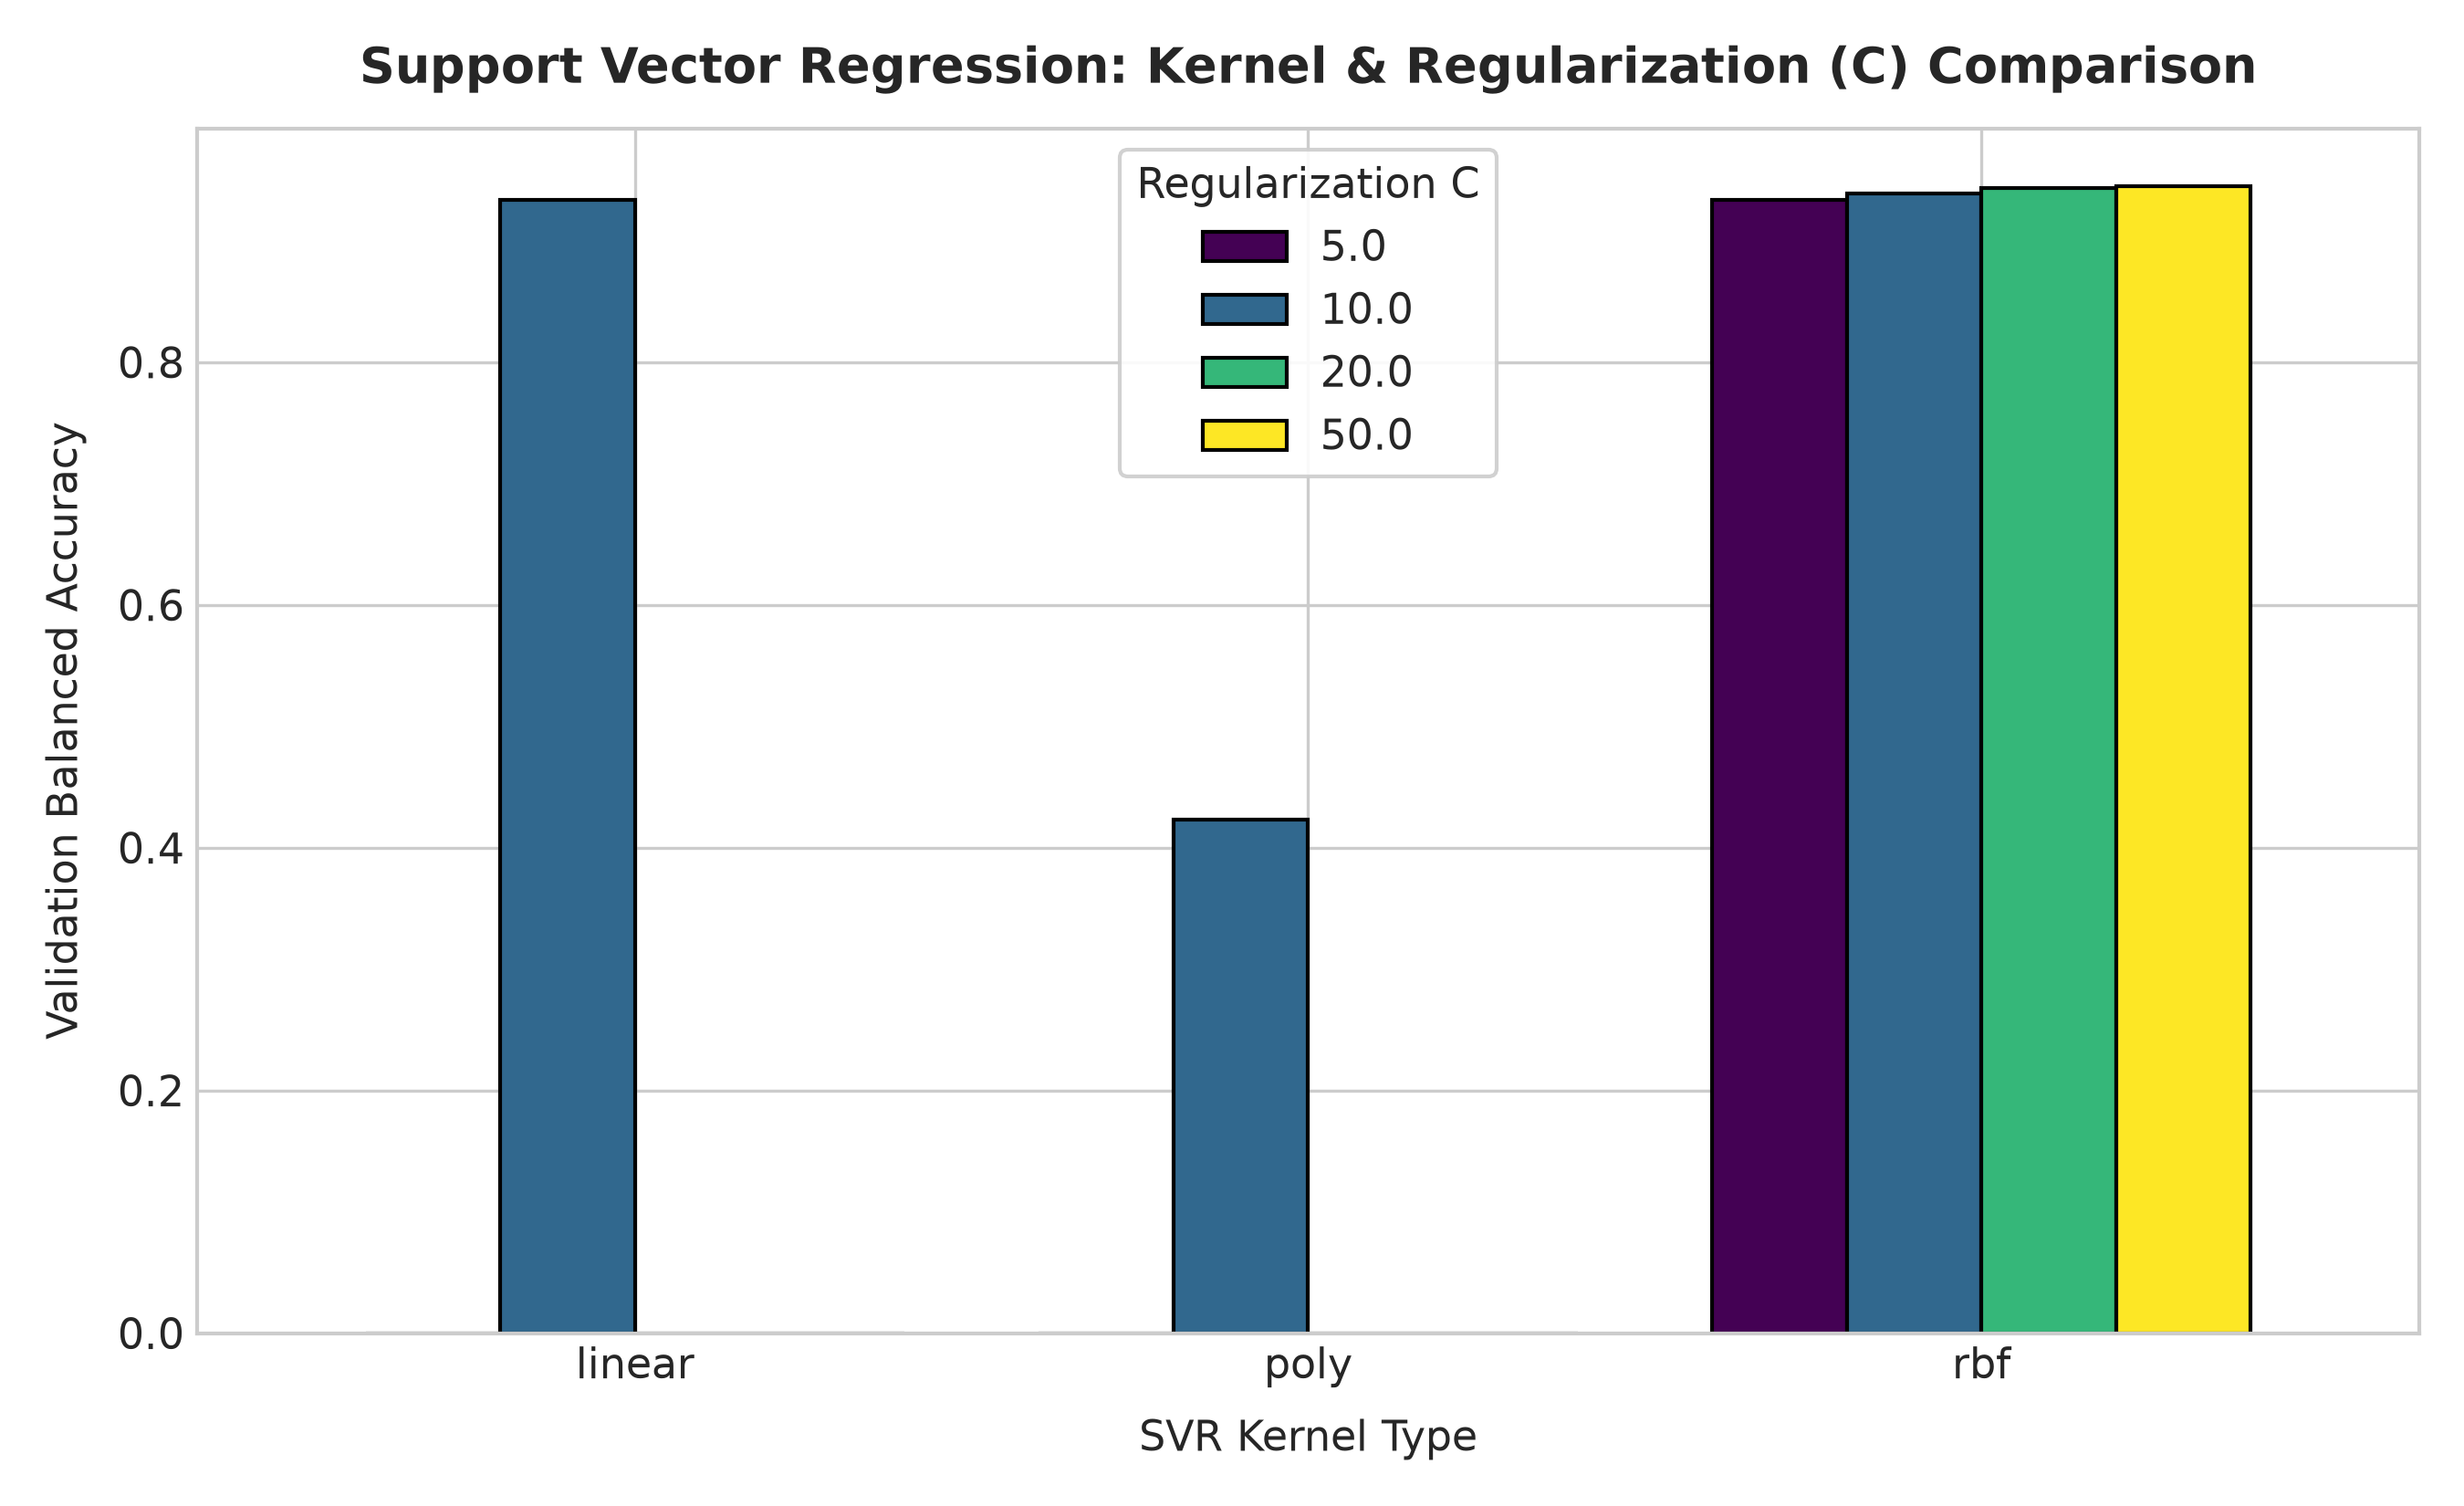 Support Vector Regression: Kernel & Regularization (C) Comparison
Regularization C
5.0
10.0
20.0
50.0
Validation Balanced Accuracy
0.8
0.6
0.4
0.2
0.0
linear
poly
rbf
SVR Kernel Type